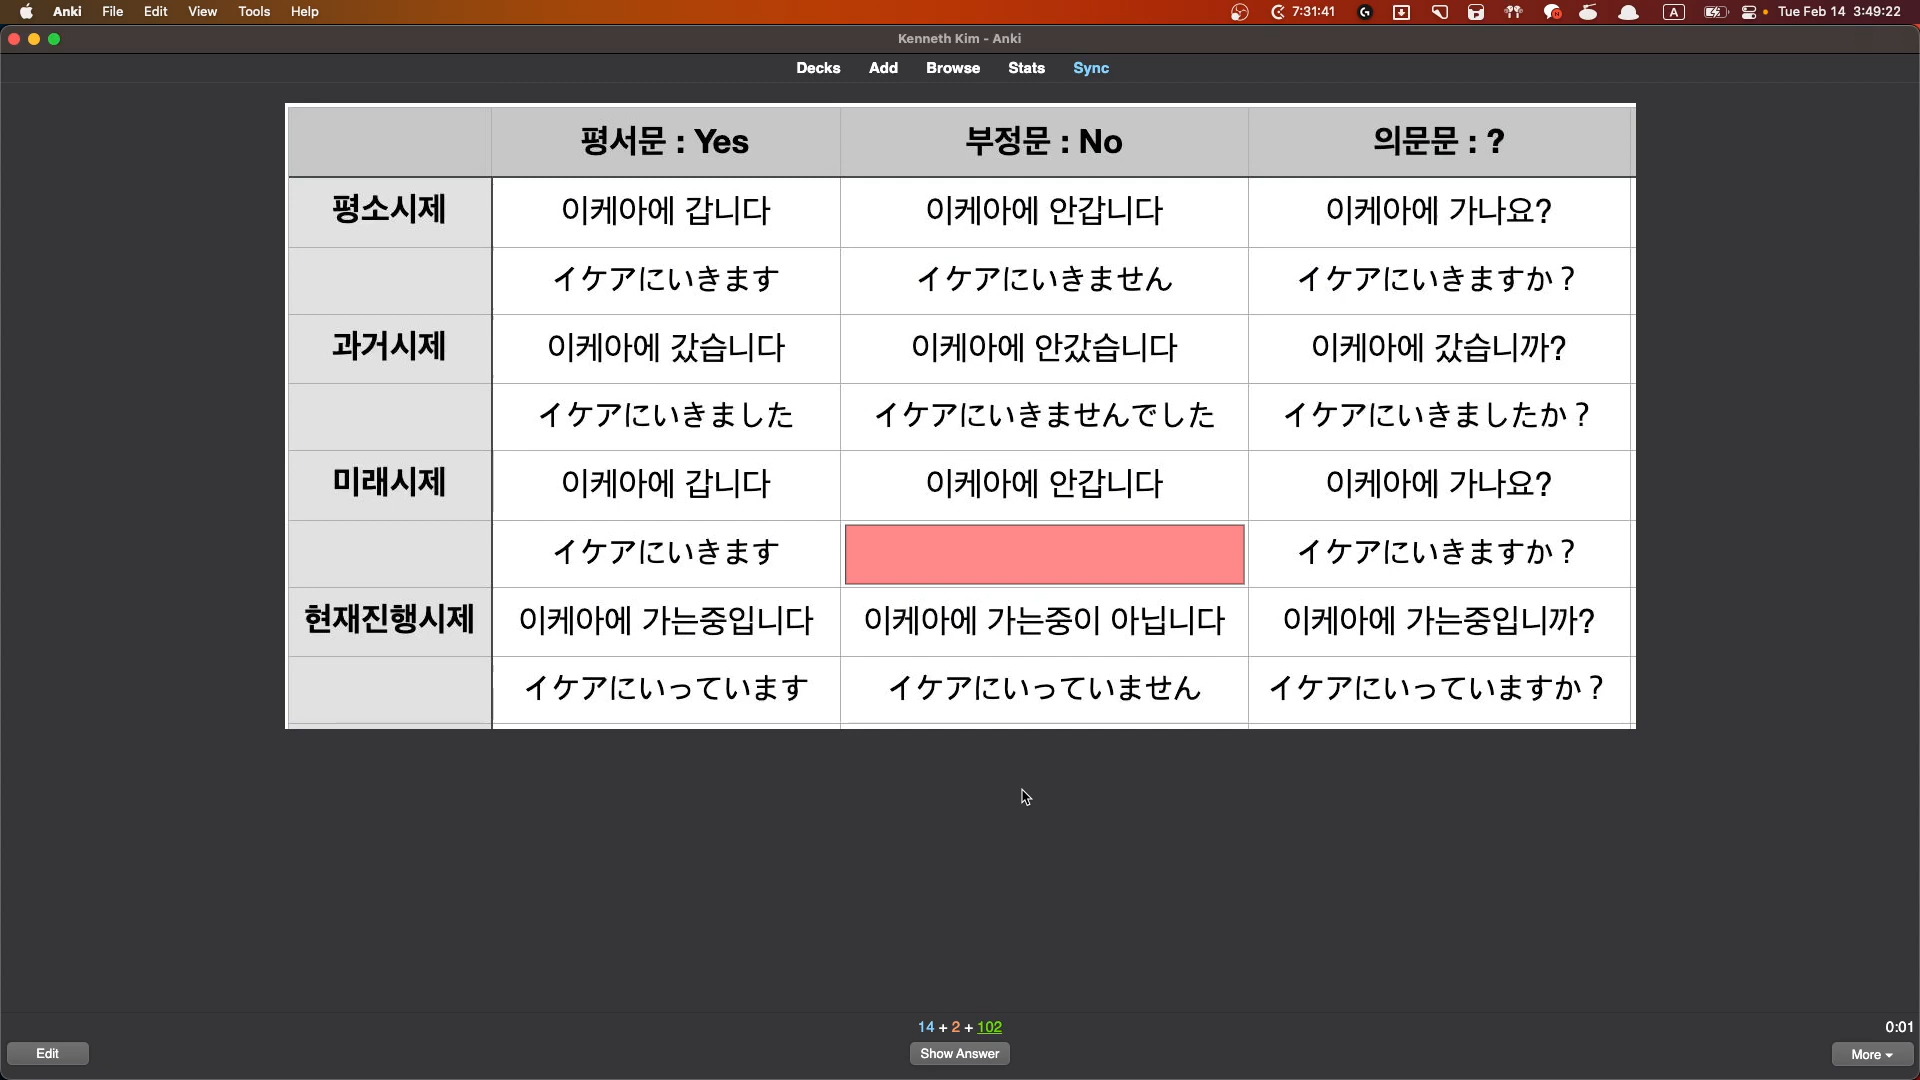 Anki File Edit View Tools Help 7:31:41 A Tue Feb 14 3:49:22
Kenneth Kim - Anki
Decks Add Browse Stats Sync
평서문 : Yes 부정문 : No 의문문 : ?
평소시제 이케아에 갑니다 이케아에 안갑니다 이케아에 가나요?
イケアにいきます イケアにいきません イケアにいきますか？
과거시제 이케아에 갔습니다 이케아에 안갔습니다 이케아에 갔습니까?
イケアにいきました イケアにいきませんでした イケアにいきましたか？
미래시제 이케아에 갑니다 이케아에 안갑니다 이케아에 가나요?
イケアにいきます イケアにいきますか？
현재진행시제 이케아에 가는중입니다 이케아에 가는중이 아닙니다 이케아에 가는중입니까?
イケアにいっています イケアにいっていません イケアにいっていますか？
14 + 2 + 102 0:01
Edit Show Answer More